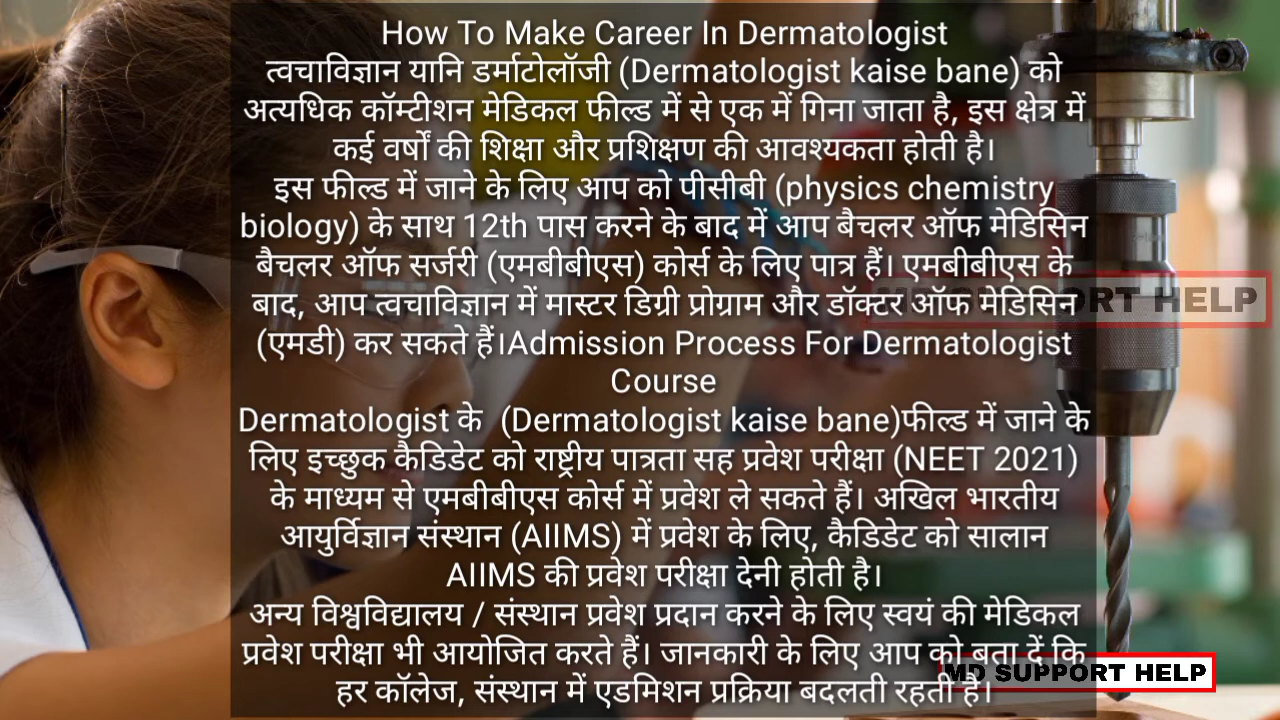 How To Make Career In Dermatologist
त्वचाविज्ञान यानि डर्माटोलॉजी (Dermatologist kaise bane) को
अत्यधिक कॉम्टीशन मेडिकल फील्ड में से एक में गिना जाता है, इस क्षेत्र में
कई वर्षों की शिक्षा और प्रशिक्षण की आवश्यकता होती है।
इस फील्ड में जाने के लिए आप को पीसीबी (physics chemistry
biology) के साथ 12th पास करने के बाद में आप बैचलर ऑफ मेडिसिन
बैचलर ऑफ सर्जरी (एमबीबीएस) कोर्स के लिए पात्र हैं। एमबीबीएस के
बाद, आप त्वचाविज्ञान में मास्टर डिग्री प्रोग्राम और डॉक्टर ऑफ मेडिसिन
(एमडी) कर सकते हैं।Admission Process For Dermatologist
Course
Dermatologist के  (Dermatologist kaise bane)फील्ड में जाने के
लिए इच्छुक कैडिडेट को राष्ट्रीय पात्रता सह प्रवेश परीक्षा (NEET 2021)
के माध्यम से एमबीबीएस कोर्स में प्रवेश ले सकते हैं। अखिल भारतीय
आयुर्विज्ञान संस्थान (AIIMS) में प्रवेश के लिए, कैडिडेट को सालान
AIIMS की प्रवेश परीक्षा देनी होती है।
अन्य विश्वविद्यालय / संस्थान प्रवेश प्रदान करने के लिए स्वयं की मेडिकल
प्रवेश परीक्षा भी आयोजित करते हैं। जानकारी के लिए आप को बता दें कि
हर कॉलेज, संस्थान में एडमिशन प्रक्रिया बदलती रहती है।
MD SUPPORT HELP
MD SUPPORT HELP